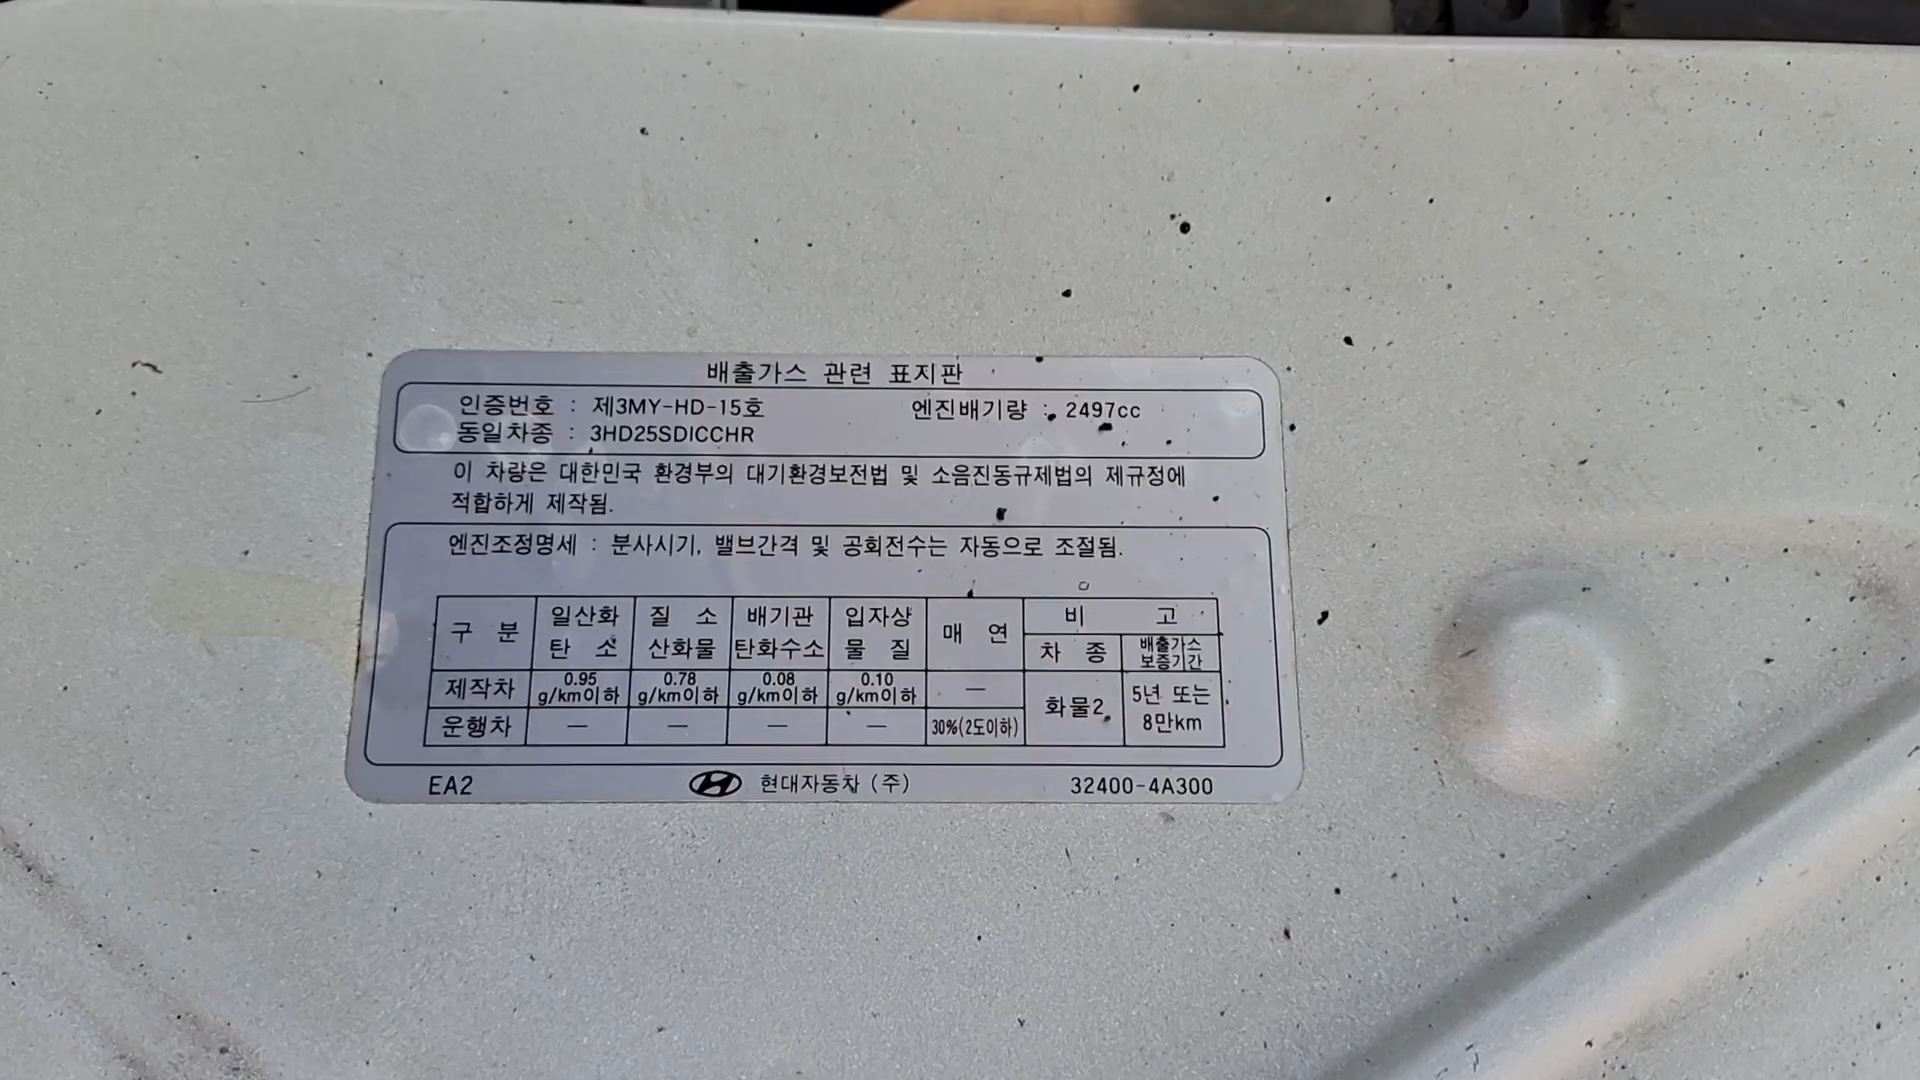 배출가스 관련 표지판
인증번호 : 제3MY-HD-15호 엔진배기량 : 2497cc
동일차종 : 3HD25SDICCHR
이 차량은 대한민국 환경부의 대기환경보전법 및 소음진동규제법의 제규정에
적합하게 제작됨.
엔진조정명세 : 분사시기, 밸브간격 및 공회전수는 자동으로 조절됨.
구 분 일산화 탄 소 질 소 산화물 배기관 탄화수소 입자상 물 질 매 연 비 고
차 종 배출가스 보증기간
제작차 0.95 g/km이하 0.78 g/km이하 0.08 g/km이하 0.10 g/km이하 — 화물2 5년 또는 8만km
운행차 — — — — 30%(2도이하)
EA2 현대자동차 (주) 32400-4A300